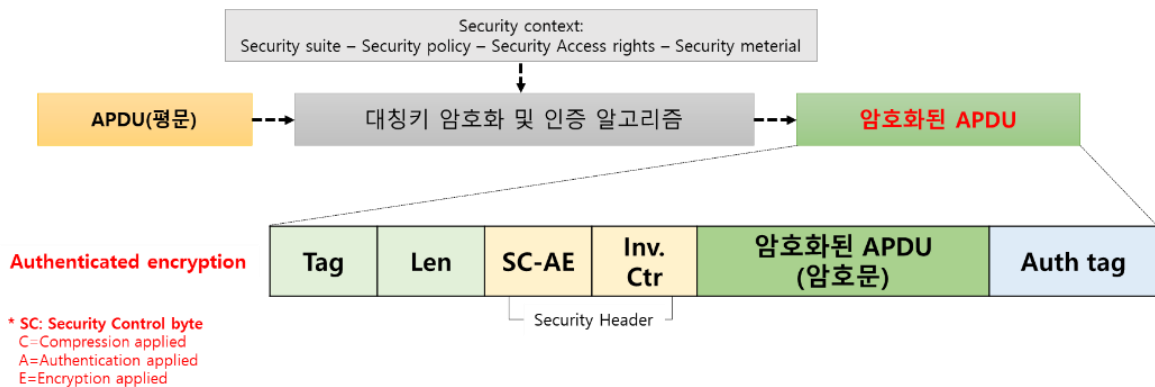 Security context:
Security suite – Security policy – Security Access rights – Security meterial
APDU(평문)
대칭키 암호화 및 인증 알고리즘
암호화된 APDU
Authenticated encryption
Tag
Len
SC-AE
Inv.
Ctr
암호화된 APDU
(암호문)
Auth tag
Security Header
* SC: Security Control byte
C=Compression applied
A=Authentication applied
E=Encryption applied